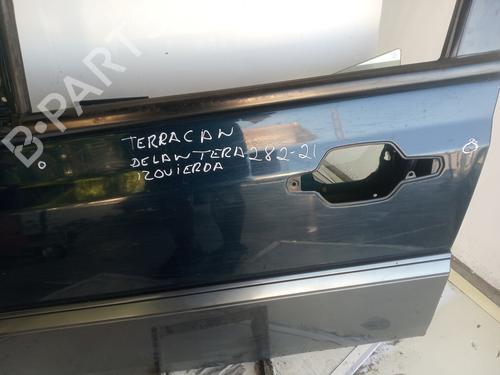 B-PART
TERRACAN
DELANTERA 282-21
IZQUIERDA